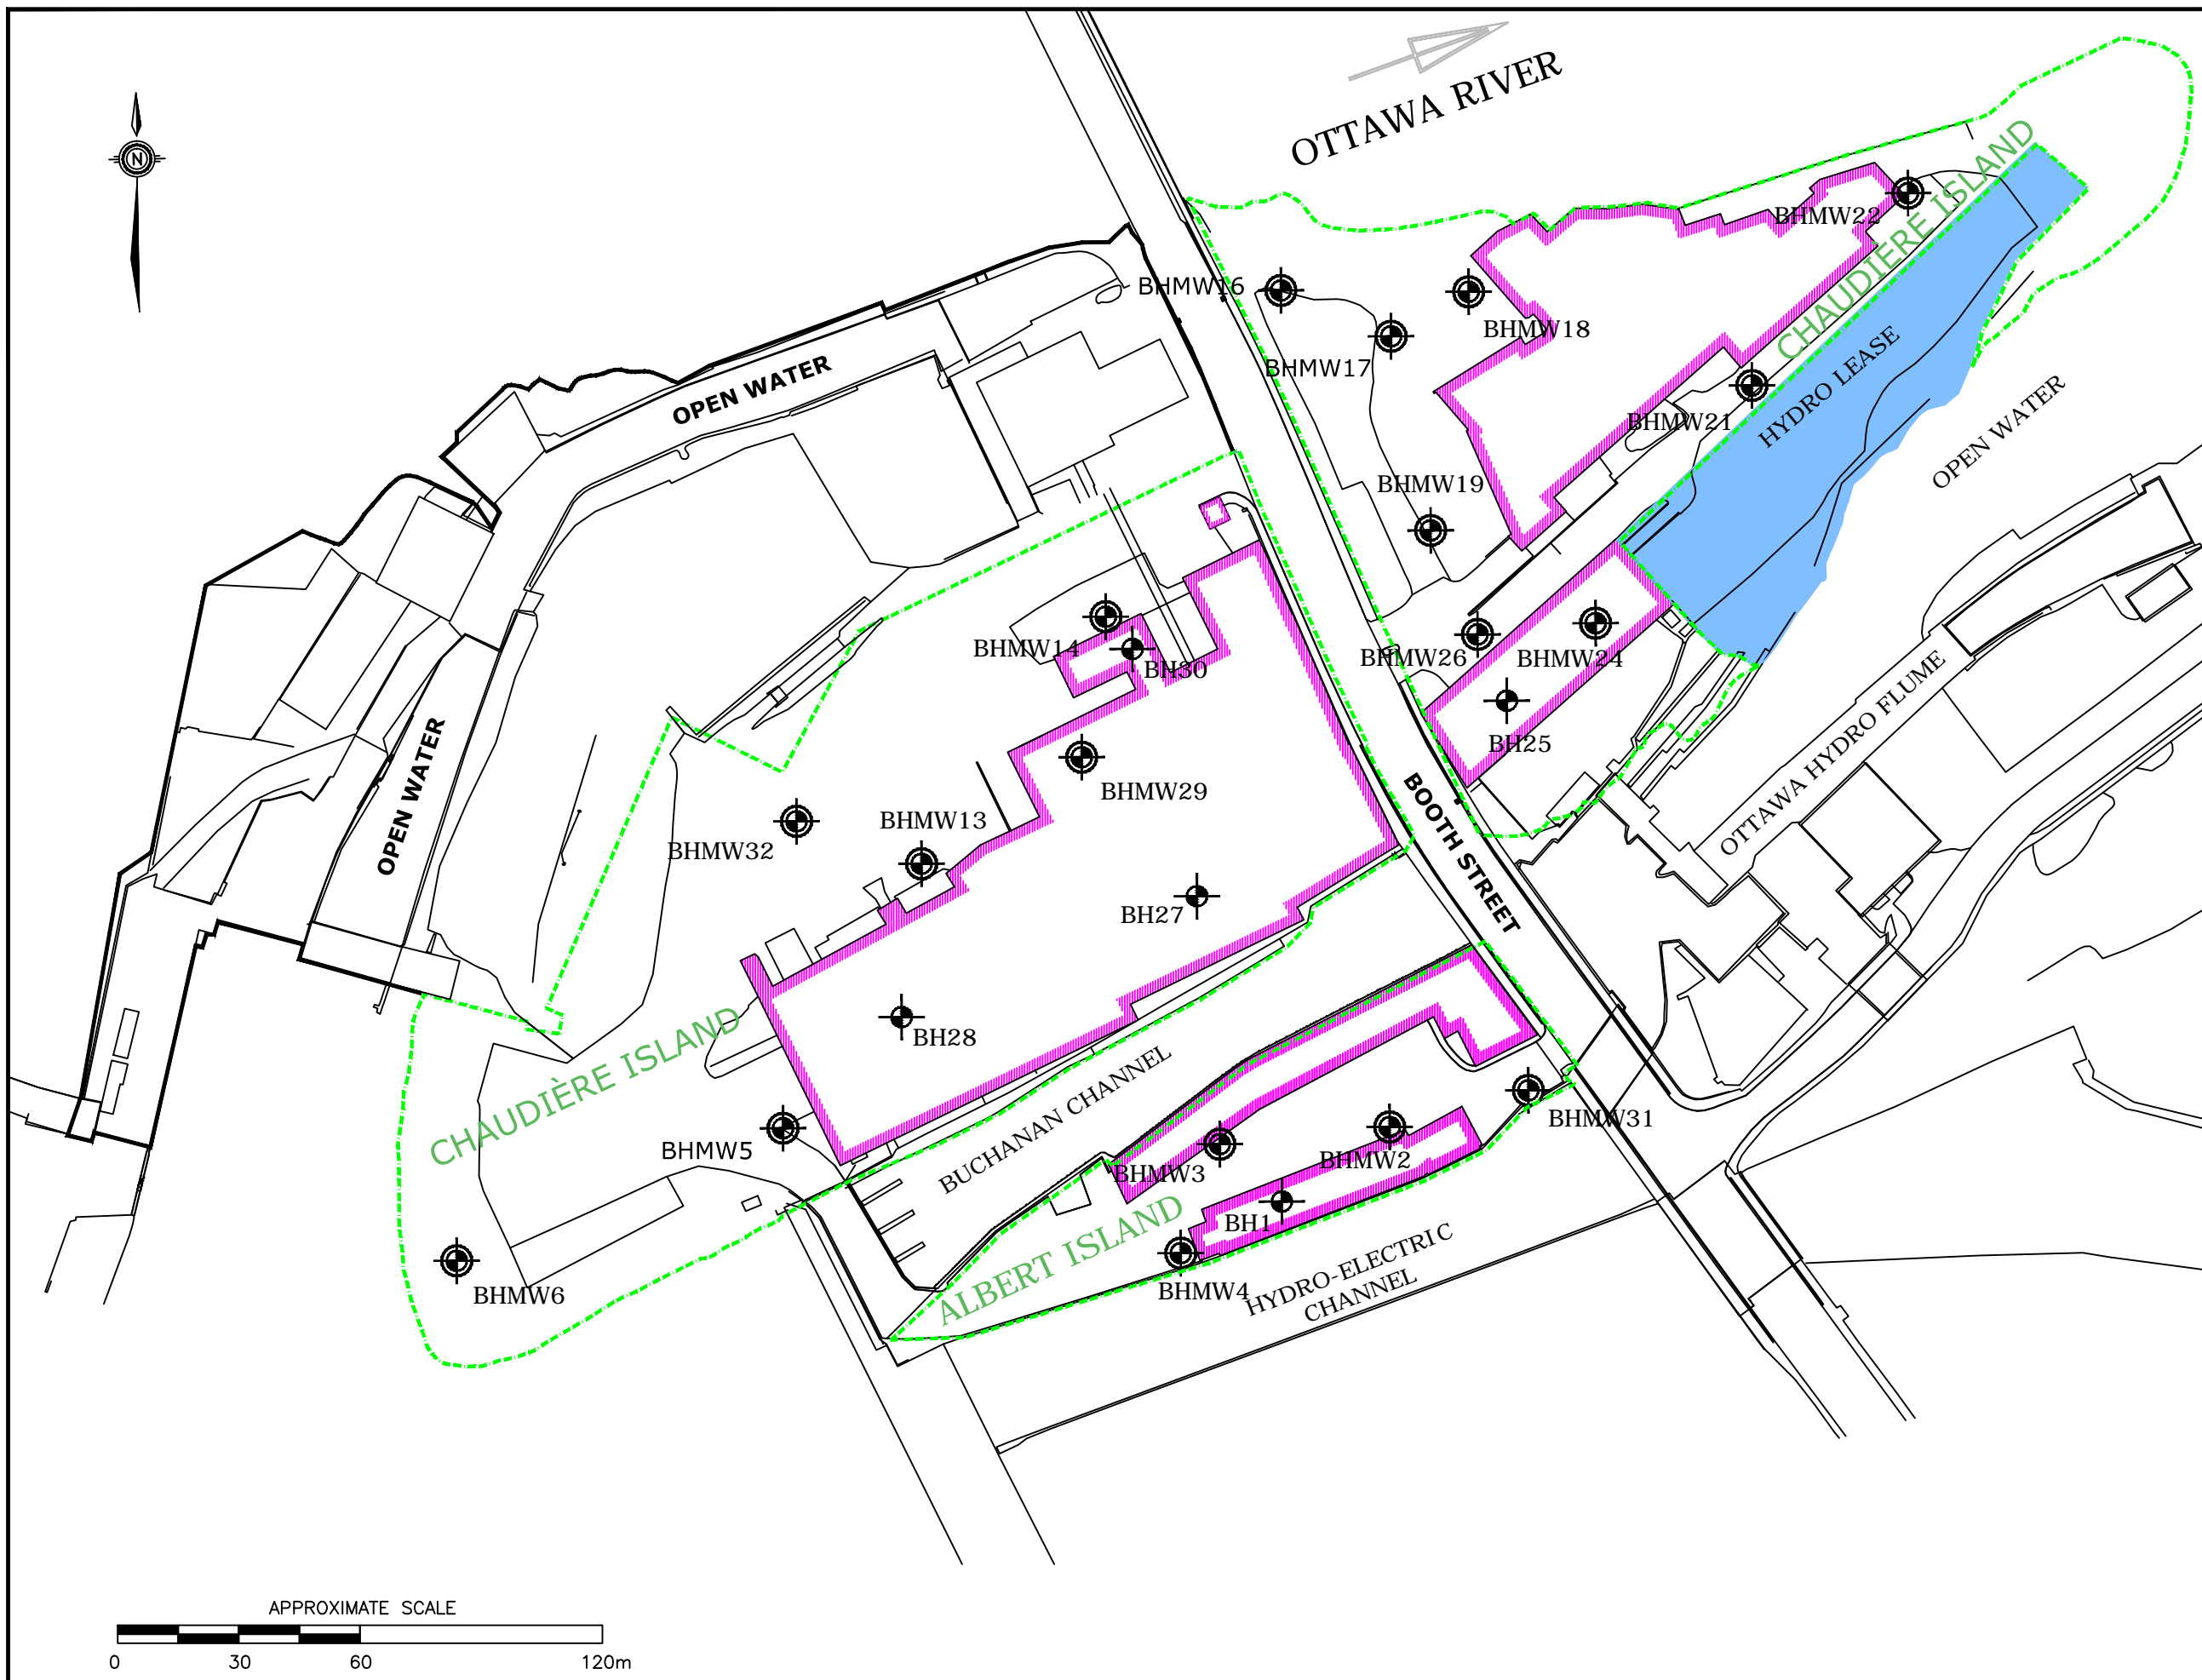 OTTAWA RIVER
N
CHAUDIÈRE ISLAND
BHMW22
BHMW16
BHMW18
BHMW17
OPEN WATER
HYDRO LEASE
BHMW21
OPEN WATER
BHMW19
BHMW14
BH30
BHMW26
BHMW24
OTTAWA HYDRO FLUME
BH25
OPEN WATER
BHMW29
BHMW13
BHMW32
BOOTH STREET
BH27
BH28
CHAUDIÈRE ISLAND
BUCHANAN CHANNEL
BHMW31
BHMW5
BHMW3
BHMW2
BH1
ALBERT ISLAND
BHMW4
HYDRO-ELECTRIC
CHANNEL
BHMW6
APPROXIMATE SCALE
0 30 60 120m